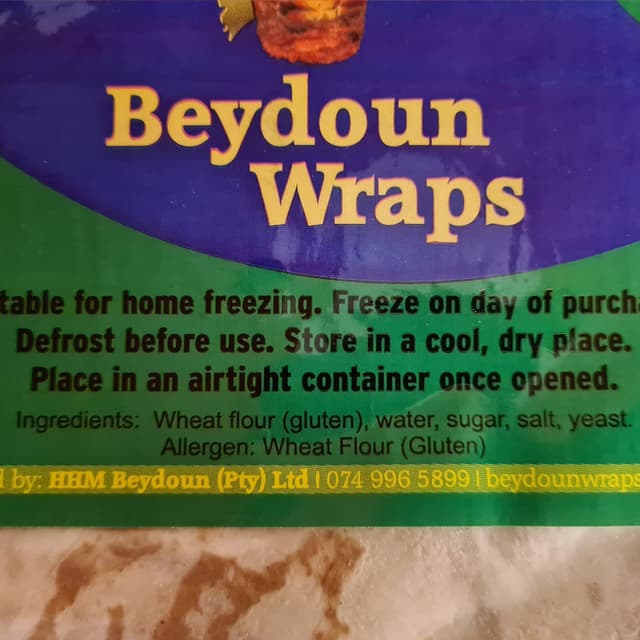 Beydoun
Wraps
table for home freezing. Freeze on day of purcha
Defrost before use. Store in a cool, dry place.
Place in an airtight container once opened.
Ingredients: Wheat flour (gluten), water, sugar, salt, yeast.
Allergen: Wheat Flour (Gluten)
d by: HHM Beydoun (Pty) Ltd | 074 996 5899 | beydounwraps